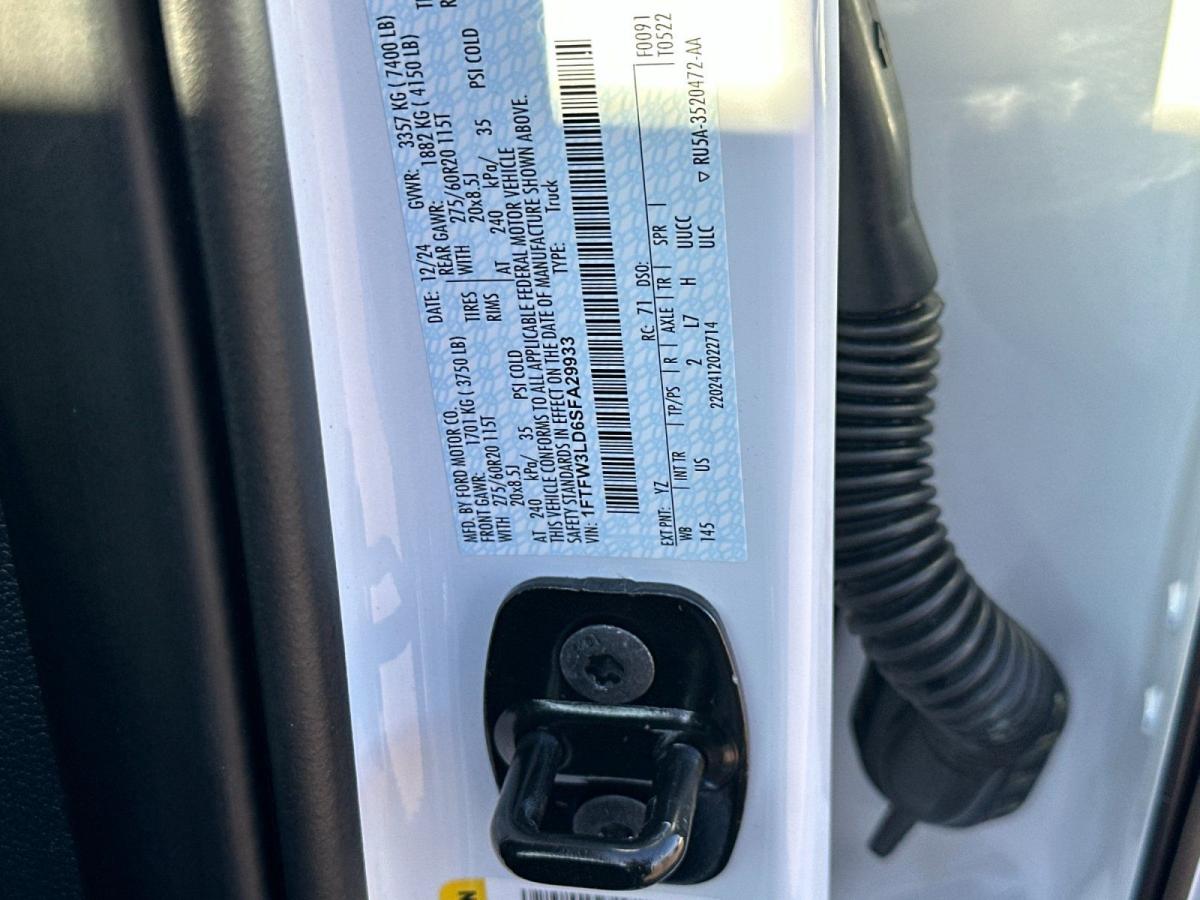 MFD. BY FORD MOTOR CO.
DATE: 12/24 GVWR: 3357 KG ( 7400 LB)
FRONT GAWR: 1701 KG ( 3750 LB)
REAR GAWR: 1882 KG ( 4150 LB)
WITH 275/60R20 115T TIRES WITH 275/60R20 115T
20x8.5J RIMS 20x8.5J
AT 240 kPa/ 35 PSI COLD AT 240 kPa/ 35 PSI COLD
THIS VEHICLE CONFORMS TO ALL APPLICABLE FEDERAL MOTOR VEHICLE
SAFETY STANDARDS IN EFFECT ON THE DATE OF MANUFACTURE SHOWN ABOVE.
VIN: 1FTFW3LD6SFA29933 TYPE: Truck
F0091
T0522
EXT PNT: YZ RC: 71 DSO:
WB INT TR TP/PS R AXLE TR SPR
145 US 2 L7 H UUCC
ULC
2202412022714
▽ RU5A-3520472-AA